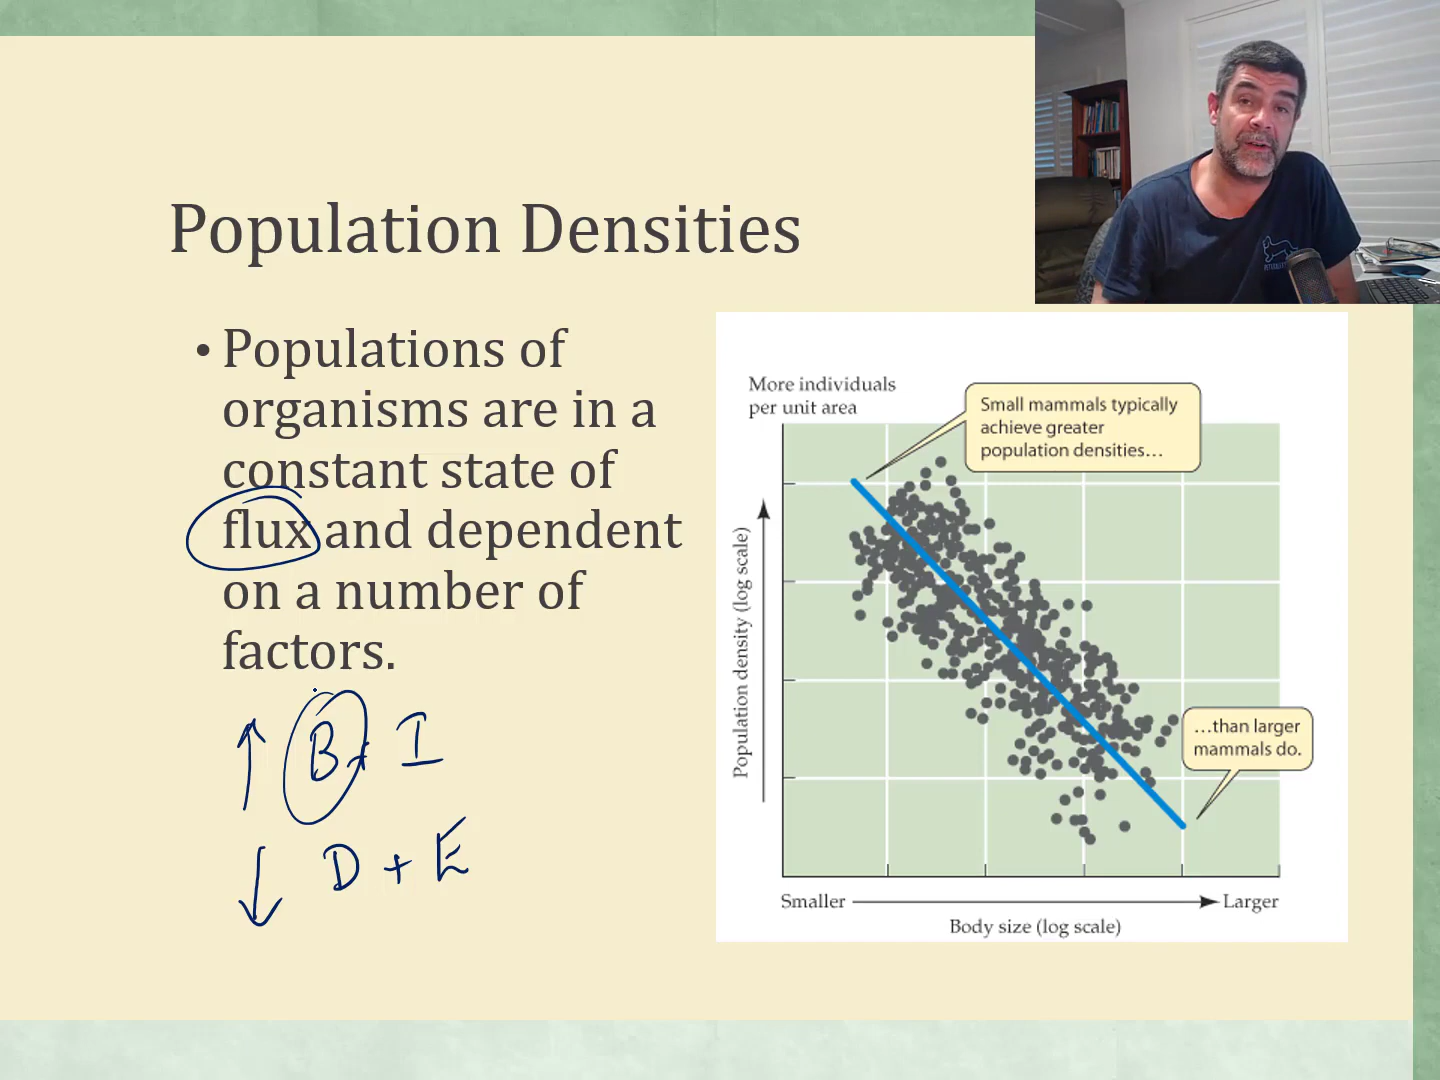 Population Densities
• Populations of
organisms are in a
constant state of
flux and dependent
on a number of
factors.
↑ B + I
↓ D + E
More individuals
per unit area
Small mammals typically
achieve greater
population densities…
Population density (log scale)
…than larger
mammals do.
Smaller
Larger
Body size (log scale)